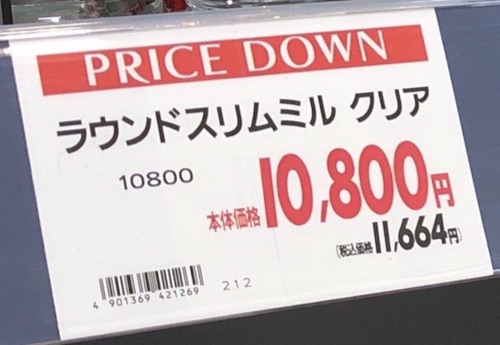 PRICE DOWN
ラウンドスリムミル クリア
10800
本体価格 10,800円
(税込価格 11,664円)
4 901369 421269
212